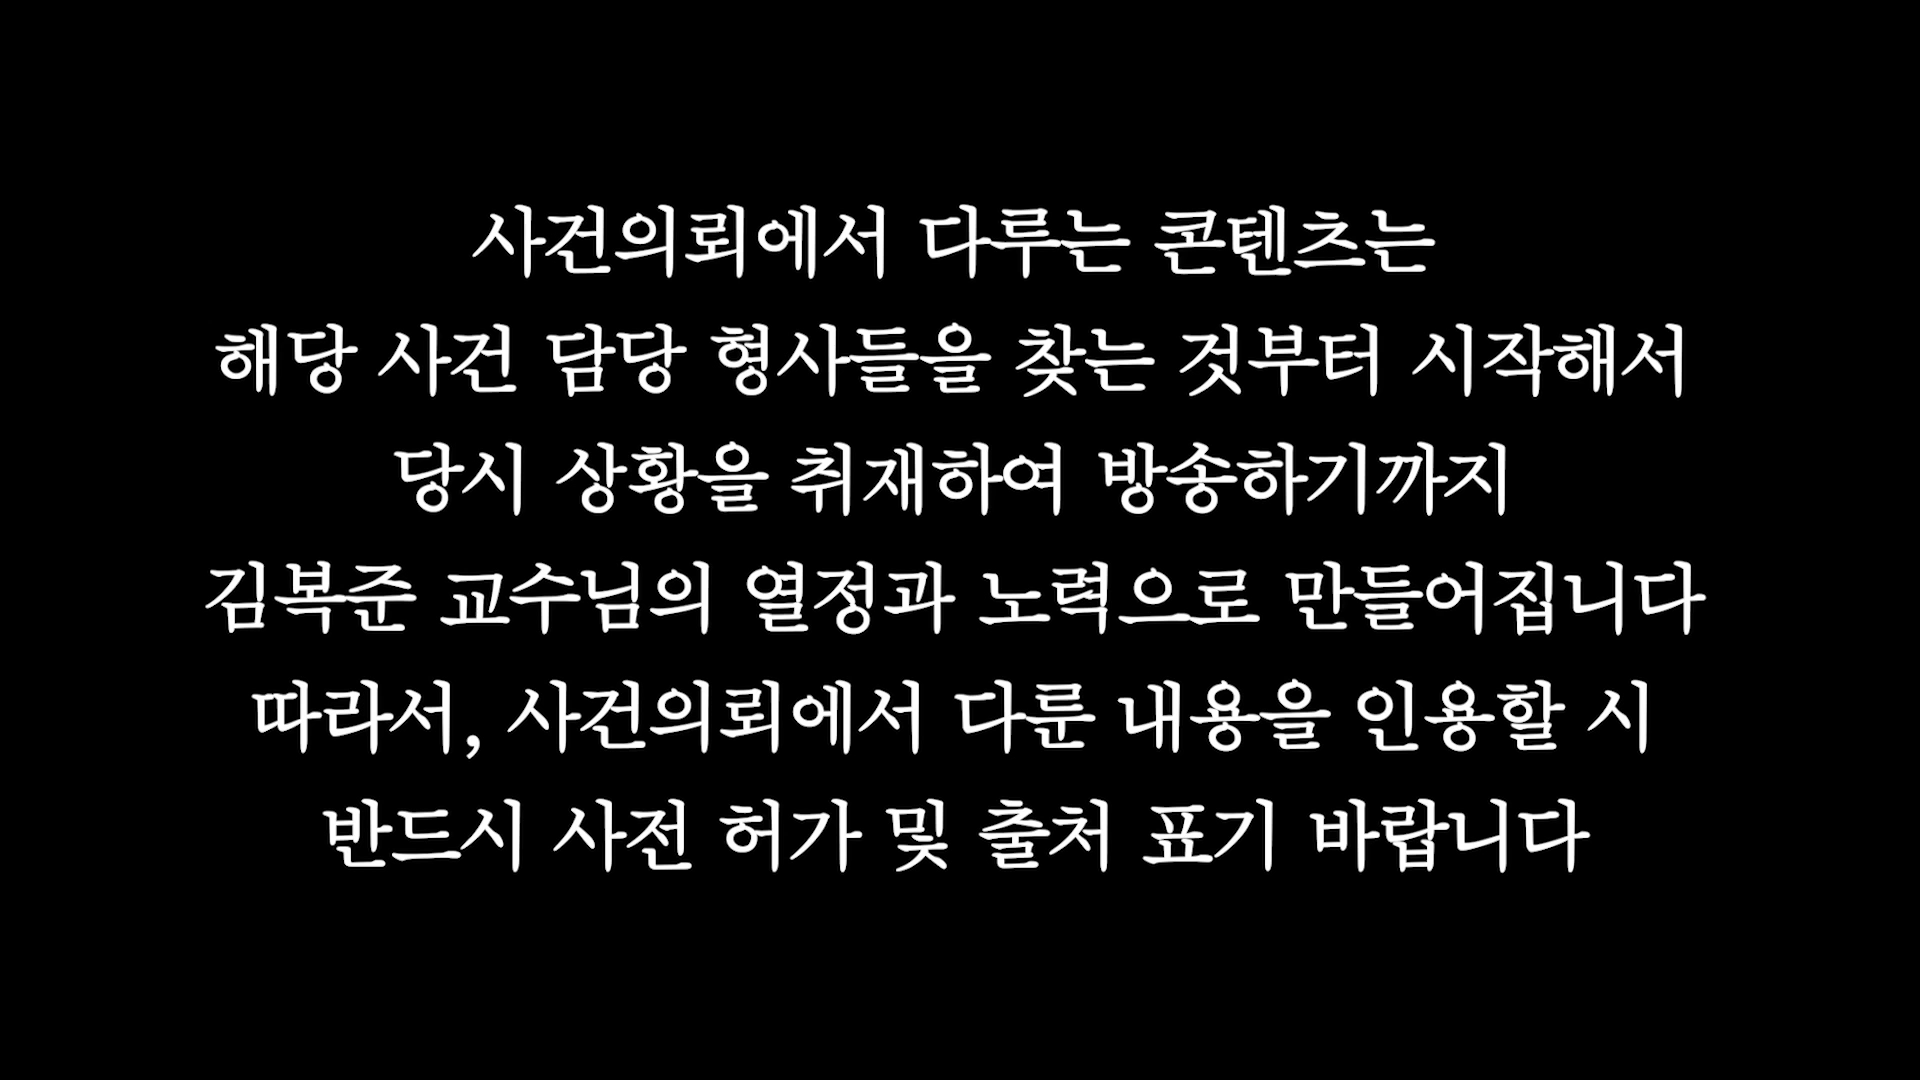 사건의뢰에서 다루는 콘텐츠는
해당 사건 담당 형사들을 찾는 것부터 시작해서
당시 상황을 취재하여 방송하기까지
김복준 교수님의 열정과 노력으로 만들어집니다
따라서, 사건의뢰에서 다룬 내용을 인용할 시
반드시 사전 허가 및 출처 표기 바랍니다